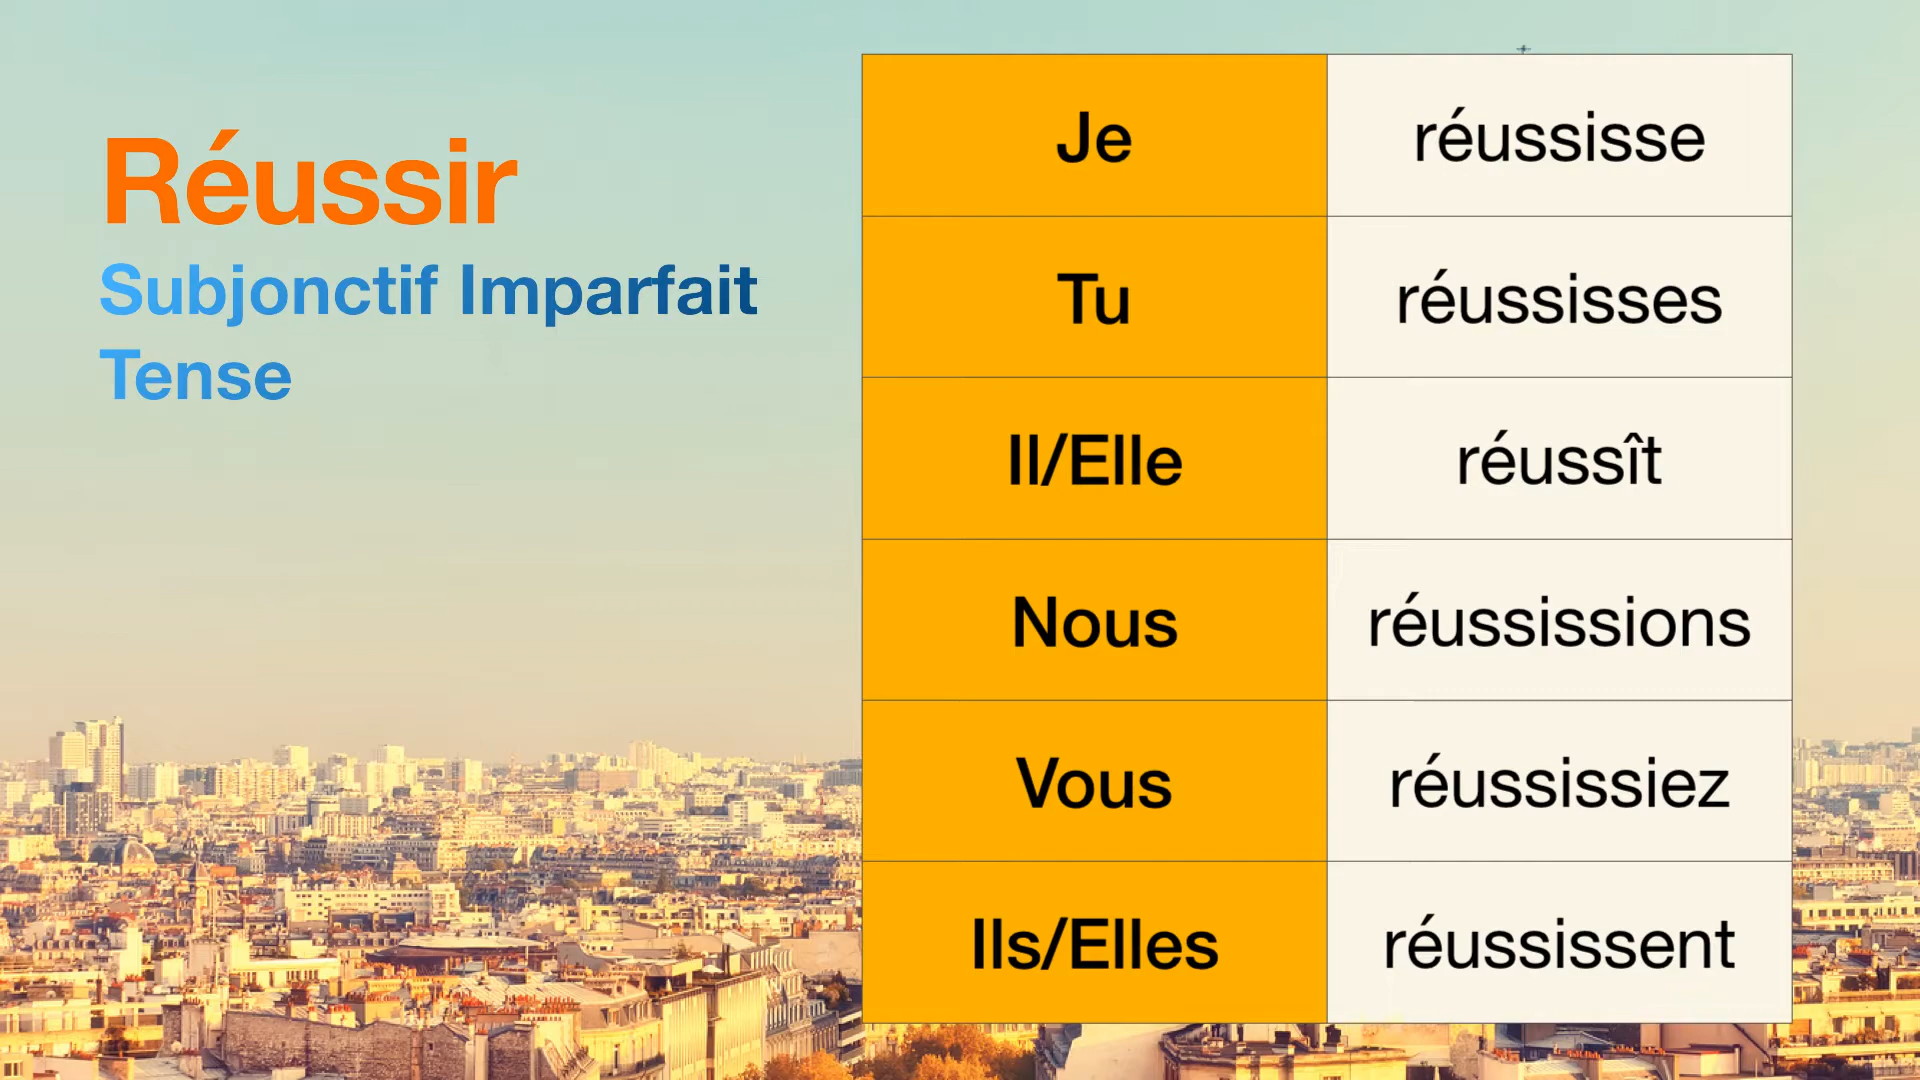 Réussir
Subjonctif Imparfait
Tense
Je réussisse
Tu réussisses
Il/Elle réussît
Nous réussissions
Vous réussissiez
Ils/Elles réussissent